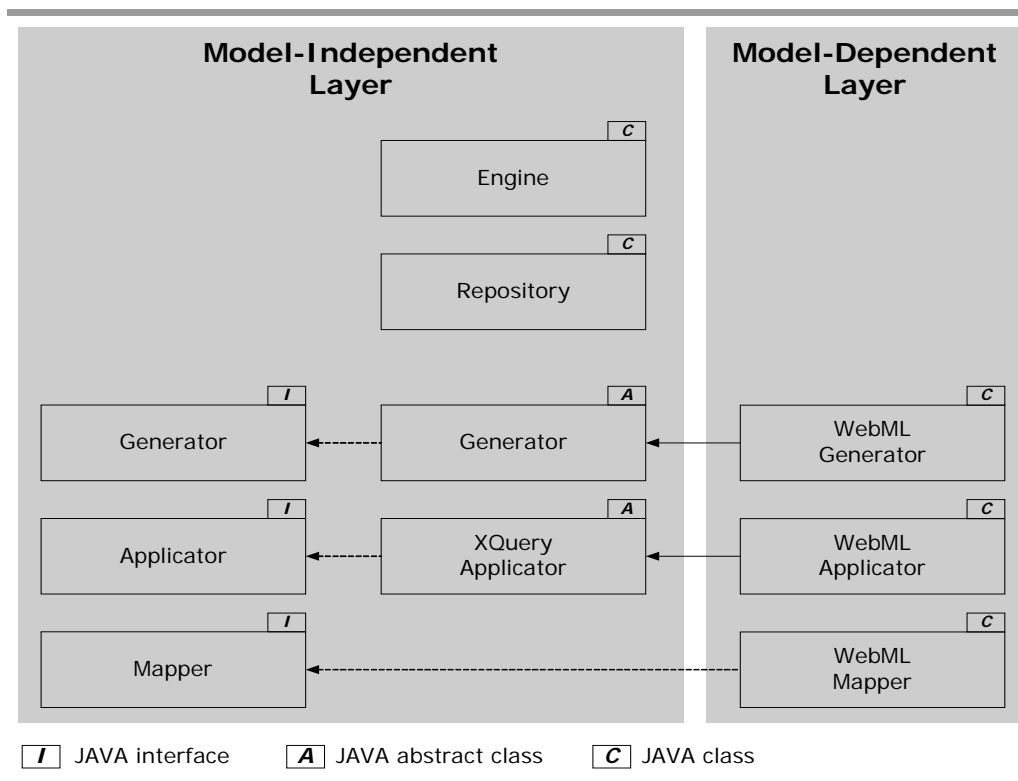 Model-Independent
Layer
Model-Dependent
Layer
C
Engine
C
Repository
I
Generator
A
Generator
C
WebML
Generator
I
Applicator
A
XQuery
Applicator
C
WebML
Applicator
I
Mapper
C
WebML
Mapper
I JAVA interface
A JAVA abstract class
C JAVA class